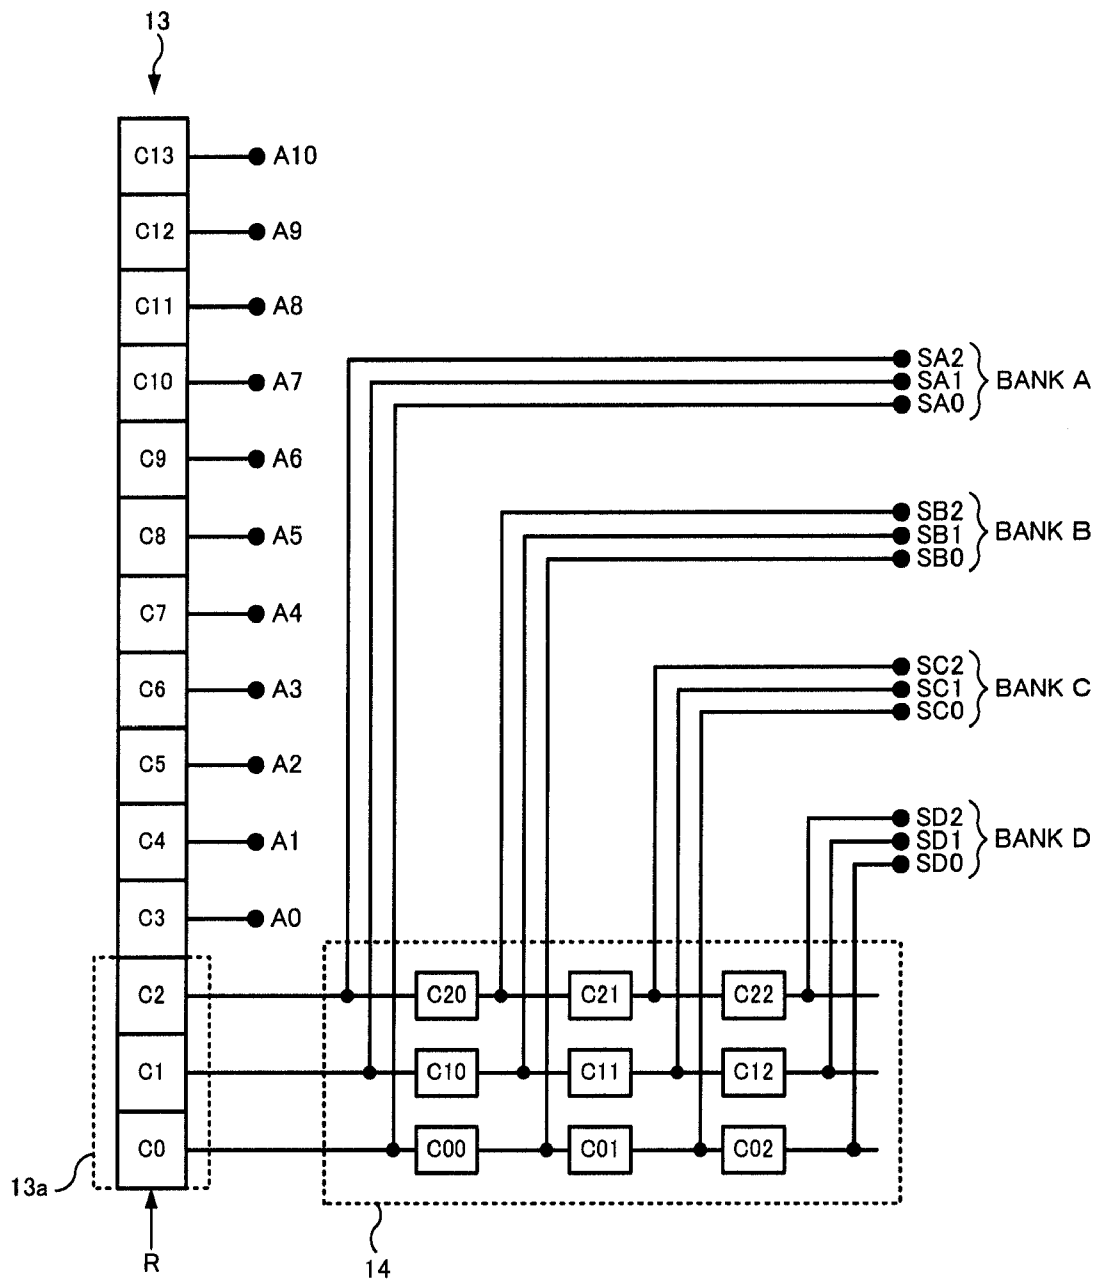 13
C13 A10
C12 A9
C11 A8
C10 A7
C9 A6
C8 A5
C7 A4
C6 A3
C5 A2
C4 A1
C3 A0
C2
C1
C0
13a
R
SA2
SA1 BANK A
SA0
SB2
SB1 BANK B
SB0
SC2
SC1 BANK C
SC0
SD2
SD1 BANK D
SD0
C20 C21 C22
C10 C11 C12
C00 C01 C02
14